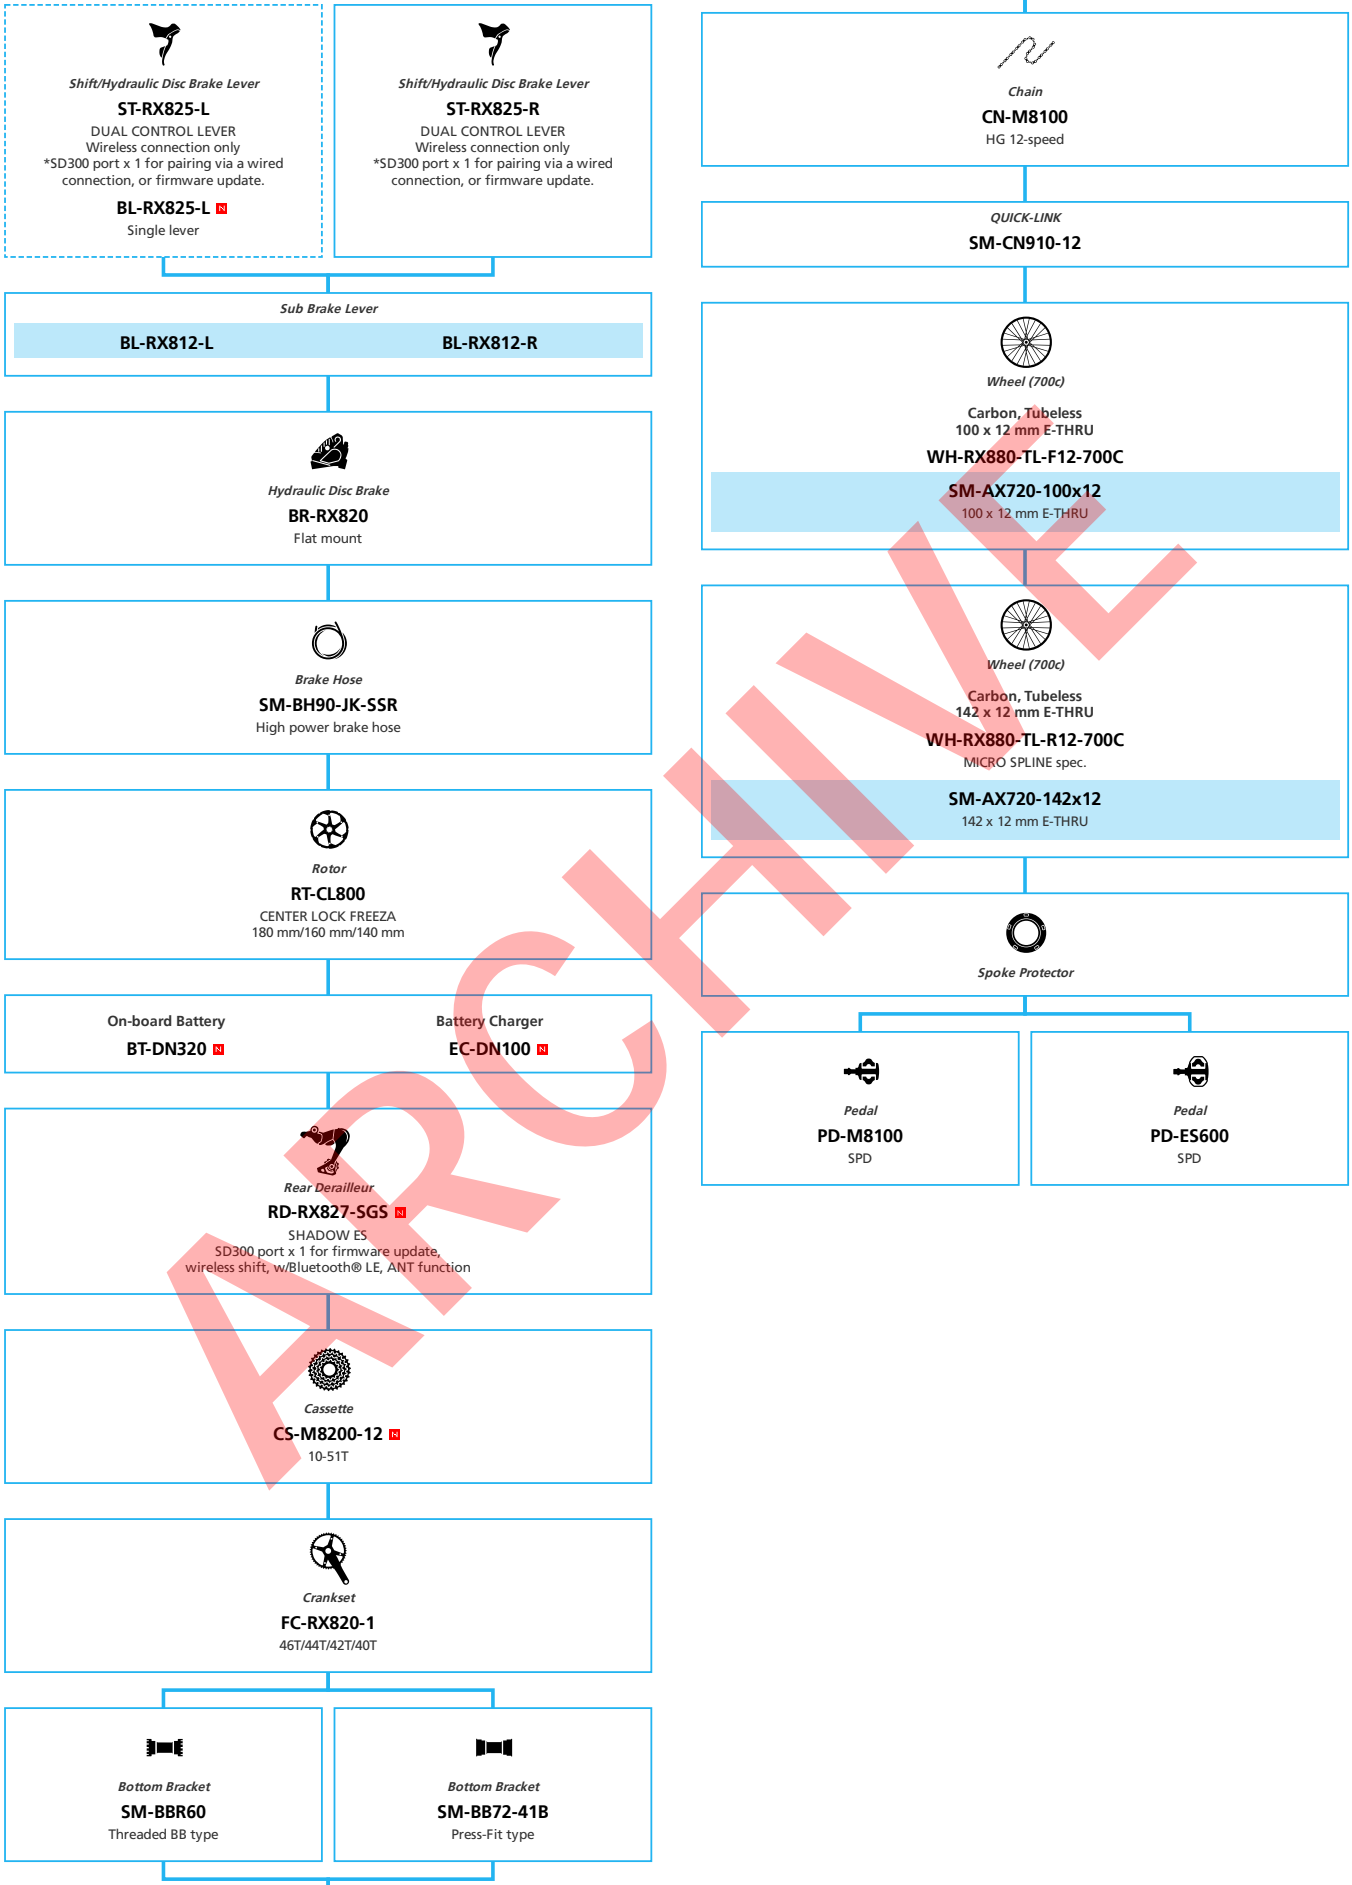 Shift/Hydraulic Disc Brake Lever
ST-RX825-L
DUAL CONTROL LEVER
Wireless connection only
*SD300 port x 1 for pairing via a wired
connection, or firmware update.
BL-RX825-L N
Single lever
Shift/Hydraulic Disc Brake Lever
ST-RX825-R
DUAL CONTROL LEVER
Wireless connection only
*SD300 port x 1 for pairing via a wired
connection, or firmware update.
Sub Brake Lever
BL-RX812-L BL-RX812-R
Hydraulic Disc Brake
BR-RX820
Flat mount
Brake Hose
SM-BH90-JK-SSR
High power brake hose
Rotor
RT-CL800
CENTER LOCK FREEZA
180 mm/160 mm/140 mm
On-board Battery
BT-DN320 N
Battery Charger
EC-DN100 N
Rear Derailleur
RD-RX827-SGS N
SHADOW ES
SD300 port x 1 for firmware update,
wireless shift, w/Bluetooth® LE, ANT function
Cassette
CS-M8200-12 N
10-51T
Crankset
FC-RX820-1
46T/44T/42T/40T
Bottom Bracket
SM-BBR60
Threaded BB type
Bottom Bracket
SM-BB72-41B
Press-Fit type
Chain
CN-M8100
HG 12-speed
QUICK-LINK
SM-CN910-12
Wheel (700c)
Carbon, Tubeless
100 x 12 mm E-THRU
WH-RX880-TL-F12-700C
SM-AX720-100x12
100 x 12 mm E-THRU
Wheel (700c)
Carbon, Tubeless
142 x 12 mm E-THRU
WH-RX880-TL-R12-700C
MICRO SPLINE spec.
SM-AX720-142x12
142 x 12 mm E-THRU
Spoke Protector
Pedal
PD-M8100
SPD
Pedal
PD-ES600
SPD
ARCHIVE